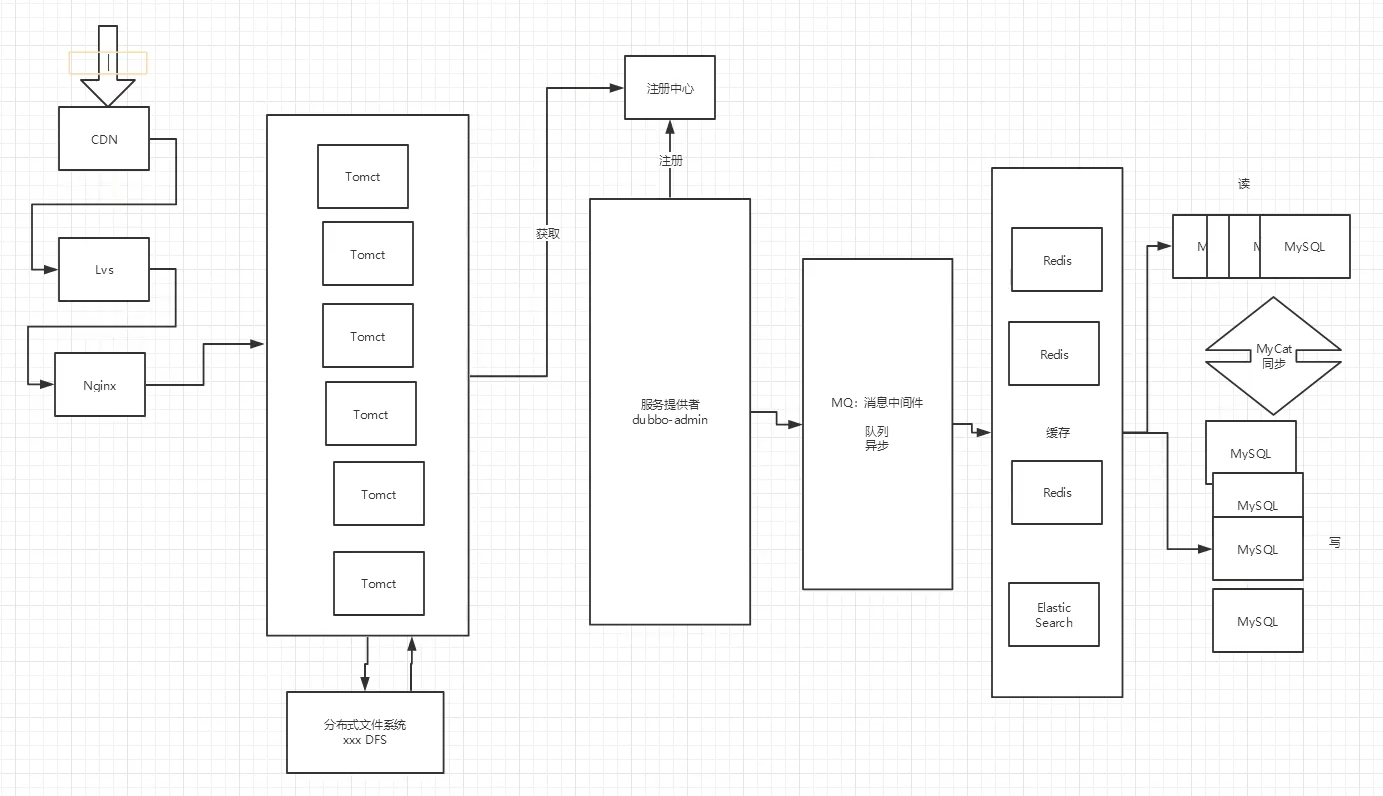 CDN
Lvs
Nginx
Tomct
Tomct
Tomct
Tomct
Tomct
Tomct
分布式文件系统
xxx DFS
获取
注册中心
注册
服务提供者
dubbo-admin
MQ：消息中间件
队列
异步
Redis
Redis
缓存
Redis
Elastic
Search
读
M
M
MySQL
MyCat
同步
MySQL
MySQL
MySQL
写
MySQL